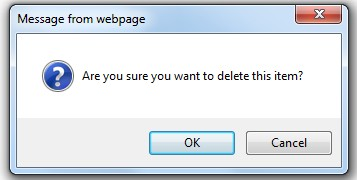 Message from webpage
Are you sure you want to delete this item?
OK
Cancel